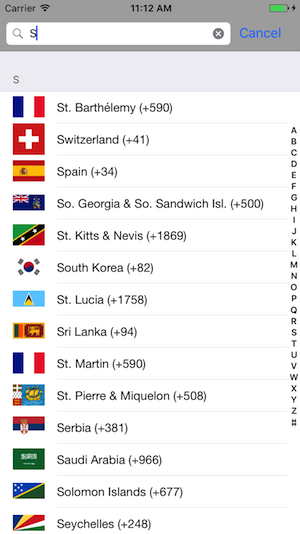 Carrier 11:12 AM
S Cancel
S
St. Barthélemy (+590)
Switzerland (+41)
Spain (+34)
So. Georgia & So. Sandwich Isl. (+500)
St. Kitts & Nevis (+1869)
South Korea (+82)
St. Lucia (+1758)
Sri Lanka (+94)
St. Martin (+590)
St. Pierre & Miquelon (+508)
Serbia (+381)
Saudi Arabia (+966)
Solomon Islands (+677)
Seychelles (+248)
A
B
C
D
E
F
G
H
I
J
K
L
M
N
O
P
Q
R
S
T
U
V
W
X
Y
Z
#